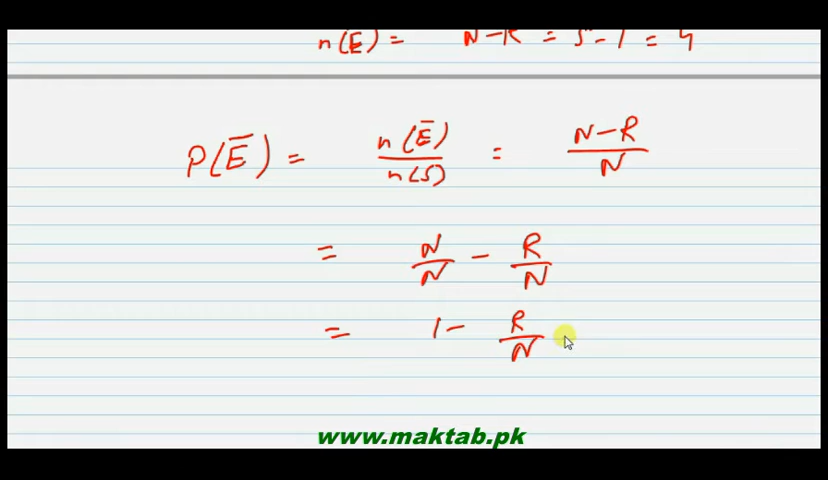 n(E̅) = N-R = 5-1 = 4
P(E̅) = n(E̅)/n(S) = N-R/N
= N/N - R/N
= 1 - R/N
www.maktab.pk